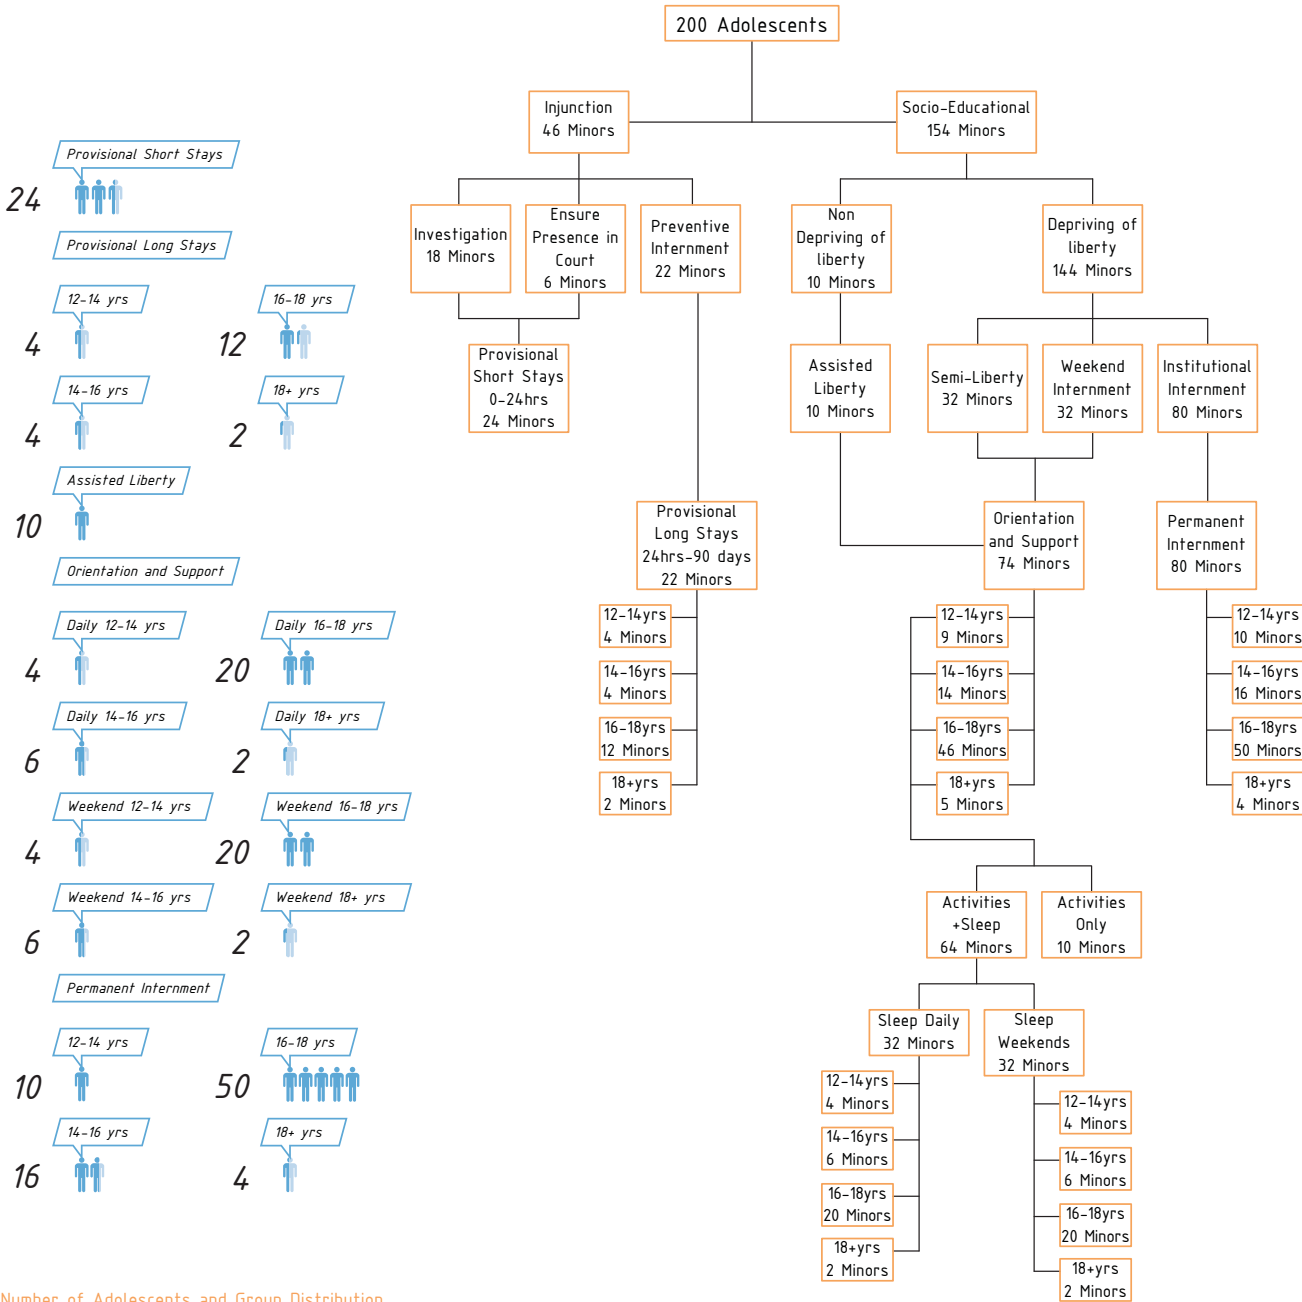 200 Adolescents
Injunction
46 Minors
Socio-Educational
154 Minors
Investigation
18 Minors
Ensure
Presence in
Court
6 Minors
Preventive
Internment
22 Minors
Non
Depriving of
liberty
10 Minors
Depriving of
liberty
144 Minors
Provisional
Short Stays
0-24hrs
24 Minors
Assisted
Liberty
10 Minors
Semi-Liberty
32 Minors
Weekend
Internment
32 Minors
Institutional
Internment
80 Minors
Provisional
Long Stays
24hrs-90 days
22 Minors
Orientation
and Support
74 Minors
Permanent
Internment
80 Minors
12-14yrs
4 Minors
14-16yrs
4 Minors
16-18yrs
12 Minors
18+yrs
2 Minors
12-14yrs
9 Minors
14-16yrs
14 Minors
16-18yrs
46 Minors
18+yrs
5 Minors
12-14yrs
10 Minors
14-16yrs
16 Minors
16-18yrs
50 Minors
18+yrs
4 Minors
Activities
+Sleep
64 Minors
Activities
Only
10 Minors
Sleep Daily
32 Minors
Sleep
Weekends
32 Minors
12-14yrs
4 Minors
14-16yrs
6 Minors
16-18yrs
20 Minors
18+yrs
2 Minors
12-14yrs
4 Minors
14-16yrs
6 Minors
16-18yrs
20 Minors
18+yrs
2 Minors
Provisional Short Stays
24
Provisional Long Stays
12-14 yrs
4
16-18 yrs
12
14-16 yrs
4
18+ yrs
2
Assisted Liberty
10
Orientation and Support
Daily 12-14 yrs
4
Daily 16-18 yrs
20
Daily 14-16 yrs
6
Daily 18+ yrs
2
Weekend 12-14 yrs
4
Weekend 16-18 yrs
20
Weekend 14-16 yrs
6
Weekend 18+ yrs
2
Permanent Internment
12-14 yrs
10
16-18 yrs
50
14-16 yrs
16
18+ yrs
4
Number of Adolescents and Group Distribution